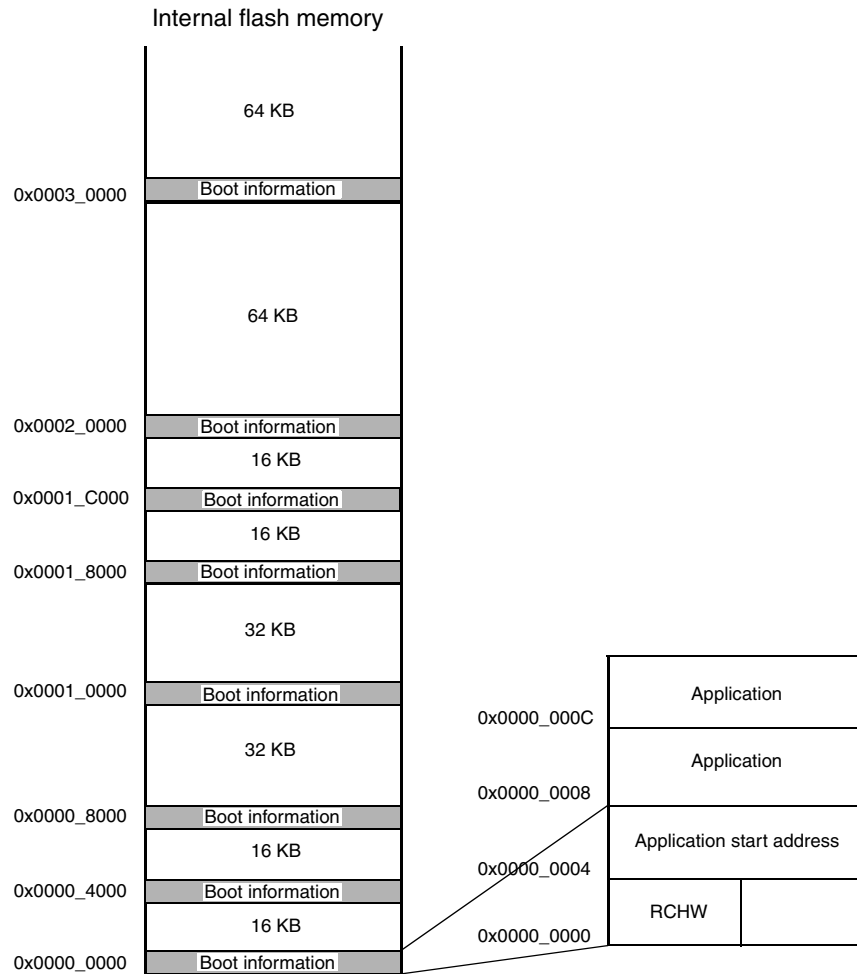 Internal flash memory
64 KB
0x0003_0000
Boot information
64 KB
0x0002_0000
Boot information
16 KB
0x0001_C000
Boot information
16 KB
0x0001_8000
Boot information
32 KB
0x0001_0000
Boot information
32 KB
0x0000_8000
Boot information
16 KB
0x0000_4000
Boot information
16 KB
0x0000_0000
Boot information
Application
0x0000_000C
Application
0x0000_0008
Application start address
0x0000_0004
RCHW
0x0000_0000